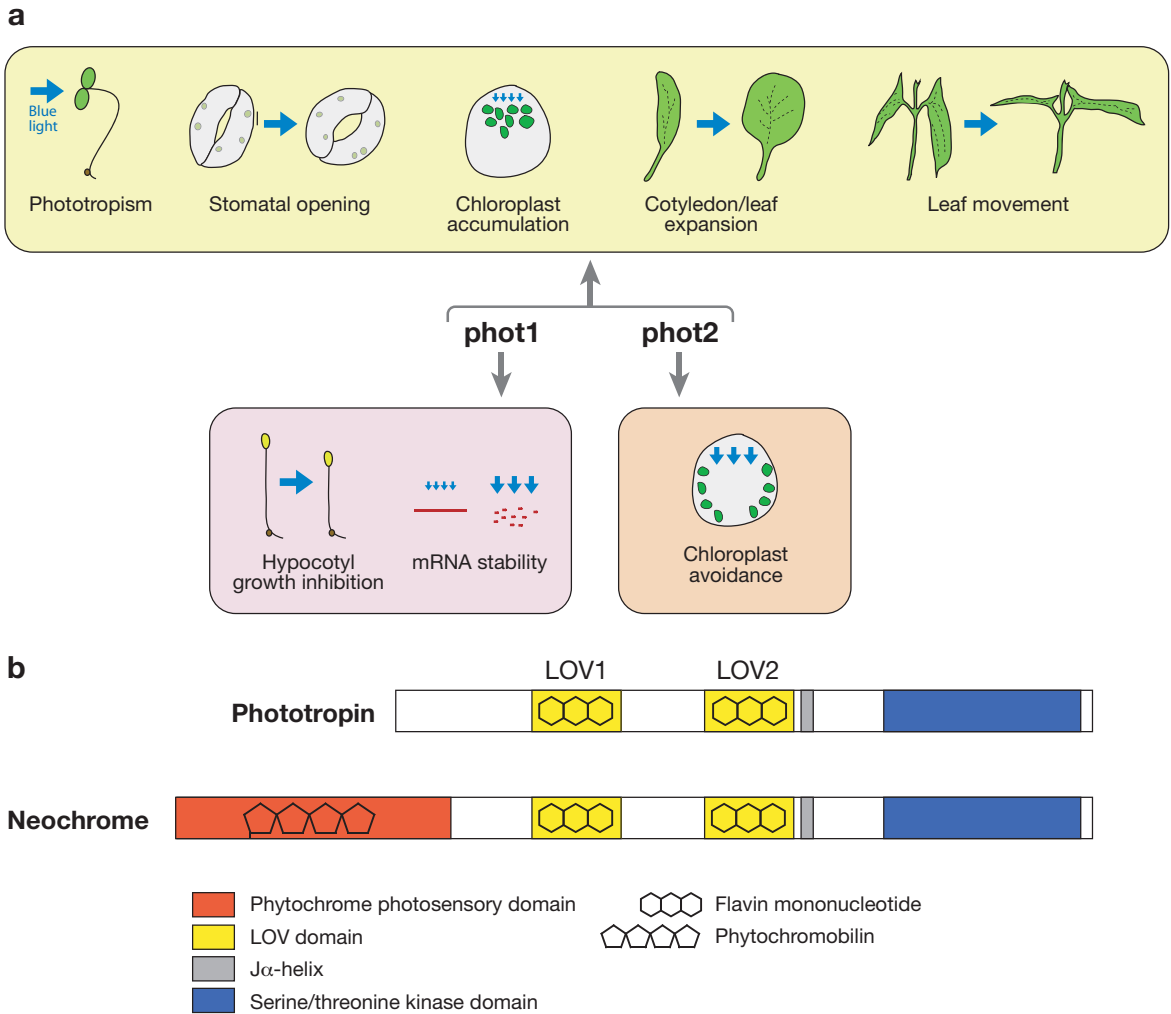 a
Blue
light
Phototropism
Stomatal opening
Chloroplast
accumulation
Cotyledon/leaf
expansion
Leaf movement
phot1
phot2
Hypocotyl
growth inhibition
mRNA stability
Chloroplast
avoidance
b
LOV1
LOV2
Phototropin
Neochrome
Phytochrome photosensory domain
LOV domain
Jα-helix
Serine/threonine kinase domain
Flavin mononucleotide
Phytochromobilin